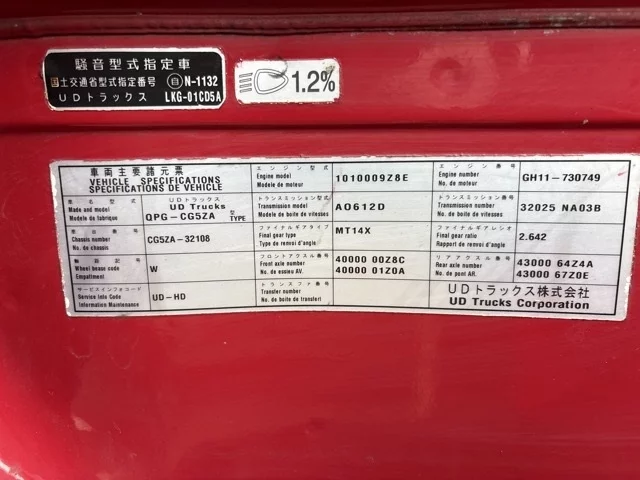 騒音型式指定車
国土交通省型式指定番号 自 N-1132
UDトラックス LKG-01CD5A
1.2%
車両主要諸元票
VEHICLE SPECIFICATIONS
SPECIFICATIONS DE VEHICLE
エンジン型式
Engine model
Modele de moteur
1010009Z8E
エンジン番号
Engine number
No. de moteur
GH11-730749
車名型式
Made and model
Modele de fabrique
UDトラックス
UD Trucks
QPG-CG5ZA 型 TYPE
トランスミッション型式
Transmission model
Modele de boite de vitesses
AO612D
トランスミッション番号
Transmission number
No. de boite de vitesses
32025 NA03B
車台番号
Chassis number
No. de chassis
CG5ZA-32108
ファイナルギアタイプ
Final gear type
Type de renvoi d'angle
MT14X
ファイナルギアレシオ
Final gear ratio
Rapport de renvoi d'angle
2.642
軸距記号
Wheel bease code
Empattment
W
フロントアクスル番号
Front axle number
No. de essieu AV.
40000 00Z8C
40000 01Z0A
リアアクスル番号
Rear axle number
No. de pont AR.
43000 64Z4A
43000 67Z0E
サービスインフォコード
Service Info Code
Information Maintenance
UD-HD
トランスファ番号
Transfer number
No. de boite de transfert
UDトラックス株式会社
UD Trucks Corporation